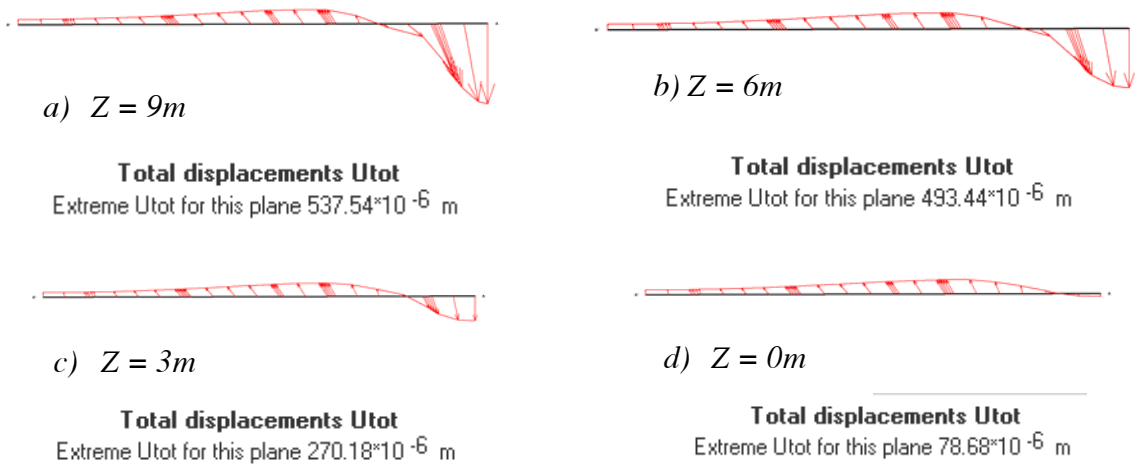 a) Z = 9m
Total displacements Utot
Extreme Utot for this plane 537.54*10 -6 m
b) Z = 6m
Total displacements Utot
Extreme Utot for this plane 493.44*10 -6 m
c) Z = 3m
Total displacements Utot
Extreme Utot for this plane 270.18*10 -6 m
d) Z = 0m
Total displacements Utot
Extreme Utot for this plane 78.68*10 -6 m